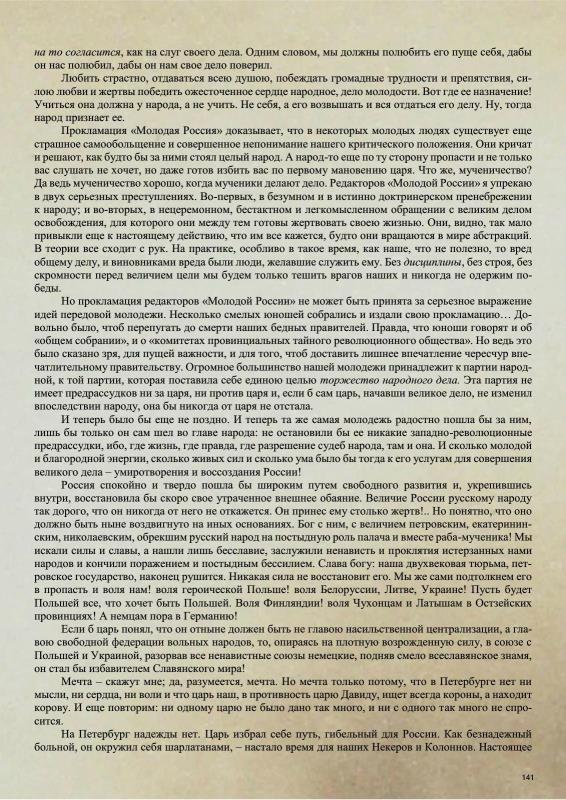 на то согласится, как на слуг своего дела. Одним словом, мы должны полюбить его пуще себя, дабы
он нас полюбил, дабы он нам свое дело поверил.
Любить страстно, отдаваться всею душою, побеждать громадные трудности и препятствия, си-
лою любви и жертвы победить ожесточенное сердце народное, дело молодости. Вот где ее назначение!
Учиться она должна у народа, а не учить. Не себя, а его возвышать и вся отдаться его делу. Ну, тогда
народ признает ее.
Прокламация «Молодая Россия» доказывает, что в некоторых молодых людях существует еще
страшное самообольщение и совершенное непонимание нашего критического положения. Они кричат
и решают, как будто бы за ними стоял целый народ. А народ-то еще по ту сторону пропасти и не только
вас слушать не хочет, но даже готов избить вас по первому мановению царя. Что же, мученичество?
Да ведь мученичество хорошо, когда мученики делают дело. Редакторов «Молодой России» я упрекаю
в двух серьезных преступлениях. Во-первых, в безумном и в истинно доктринерском пренебрежении
к народу; и во-вторых, в нецеремонном, бестактном и легкомысленном обращении с великим делом
освобождения, для которого они между тем готовы жертвовать своею жизнью. Они, видно, так мало
привыкли еще к настоящему действию, что им все кажется, будто они вращаются в мире абстракций.
В теории все сходит с рук. На практике, особливо в такое время, как наше, что не полезно, то вред
общему делу, и виновниками вреда были люди, желавшие служить ему. Без дисциплины, без строя, без
скромности перед величием цели мы будем только тешить врагов наших и никогда не одержим по-
беды.
Но прокламация редакторов «Молодой России» не может быть принята за серьезное выражение
идей передовой молодежи. Несколько смелых юношей собрались и издали свою прокламацию… До-
вольно было, чтоб перепугать до смерти наших бедных правителей. Правда, что юноши говорят и об
«общем собрании», и о «комитетах провинциальных тайного революционного общества». Но ведь это
было сказано зря, для пущей важности, и для того, чтоб доставить лишнее впечатление чересчур впе-
чатлительному правительству. Огромное большинство нашей молодежи принадлежит к партии народ-
ной, к той партии, которая поставила себе единою целью торжество народного дела. Эта партия не
имеет предрассудков ни за царя, ни против царя и, если б сам царь, начавши великое дело, не изменил
впоследствии народу, она бы никогда от царя не отстала.
И теперь было бы еще не поздно. И теперь та же самая молодежь радостно пошла бы за ним,
лишь бы только он сам шел во главе народа: не остановили бы ее никакие западно-революционные
предрассудки, ибо, где жизнь, где правда, где разрешение судеб народа, там и она. И сколько молодой
и благородной энергии, сколько живых сил и сколько ума было бы тогда к его услугам для совершения
великого дела – умиротворения и воссоздания России!
Россия спокойно и твердо пошла бы широким путем свободного развития и, укрепившись
внутри, восстановила бы скоро свое утраченное внешнее обаяние. Величие России русскому народу
так дорого, что он никогда от него не откажется. Он принес ему столько жертв!.. Но понятно, что оно
должно быть ныне воздвигнуто на иных основаниях. Бог с ним, с величием петровским, екатеринин-
ским, николаевским, обрекшим русский народ на постыдную роль палача и вместе раба-мученика! Мы
искали силы и славы, а нашли лишь бесславие, заслужили ненависть и проклятия истерзанных нами
народов и кончили поражением и постыдным бессилием. Слава богу: наша двухвековая тюрьма, пет-
ровское государство, наконец рушится. Никакая сила не восстановит его. Мы же сами подтолкнем его
в пропасть и воля нам! воля героической Польше! воля Белоруссии, Литве, Украине! Пусть будет
Польшей все, что хочет быть Польшей. Воля Финляндии! воля Чухонцам и Латышам в Остзейских
провинциях! А немцам пора в Германию!
Если б царь понял, что он отныне должен быть не главою насильственной централизации, а гла-
вою свободной федерации вольных народов, то, опираясь на плотную возрожденную силу, в союзе с
Польшей и Украиной, разорвав все ненавистные союзы немецкие, подняв смело всеславянское знамя,
он стал бы избавителем Славянского мира!
Мечта – скажут мне; да, разумеется, мечта. Но мечта только потому, что в Петербурге нет ни
мысли, ни сердца, ни воли и что царь наш, в противность царю Давиду, ищет всегда короны, а находит
корову. И еще повторим: ни одному царю не было дано так много, и ни с одного так много не спро-
сится.
На Петербург надежды нет. Царь избрал себе путь, гибельный для России. Как безнадежный
больной, он окружил себя шарлатанами, – настало время для наших Некеров и Колоннов. Настоящее
141